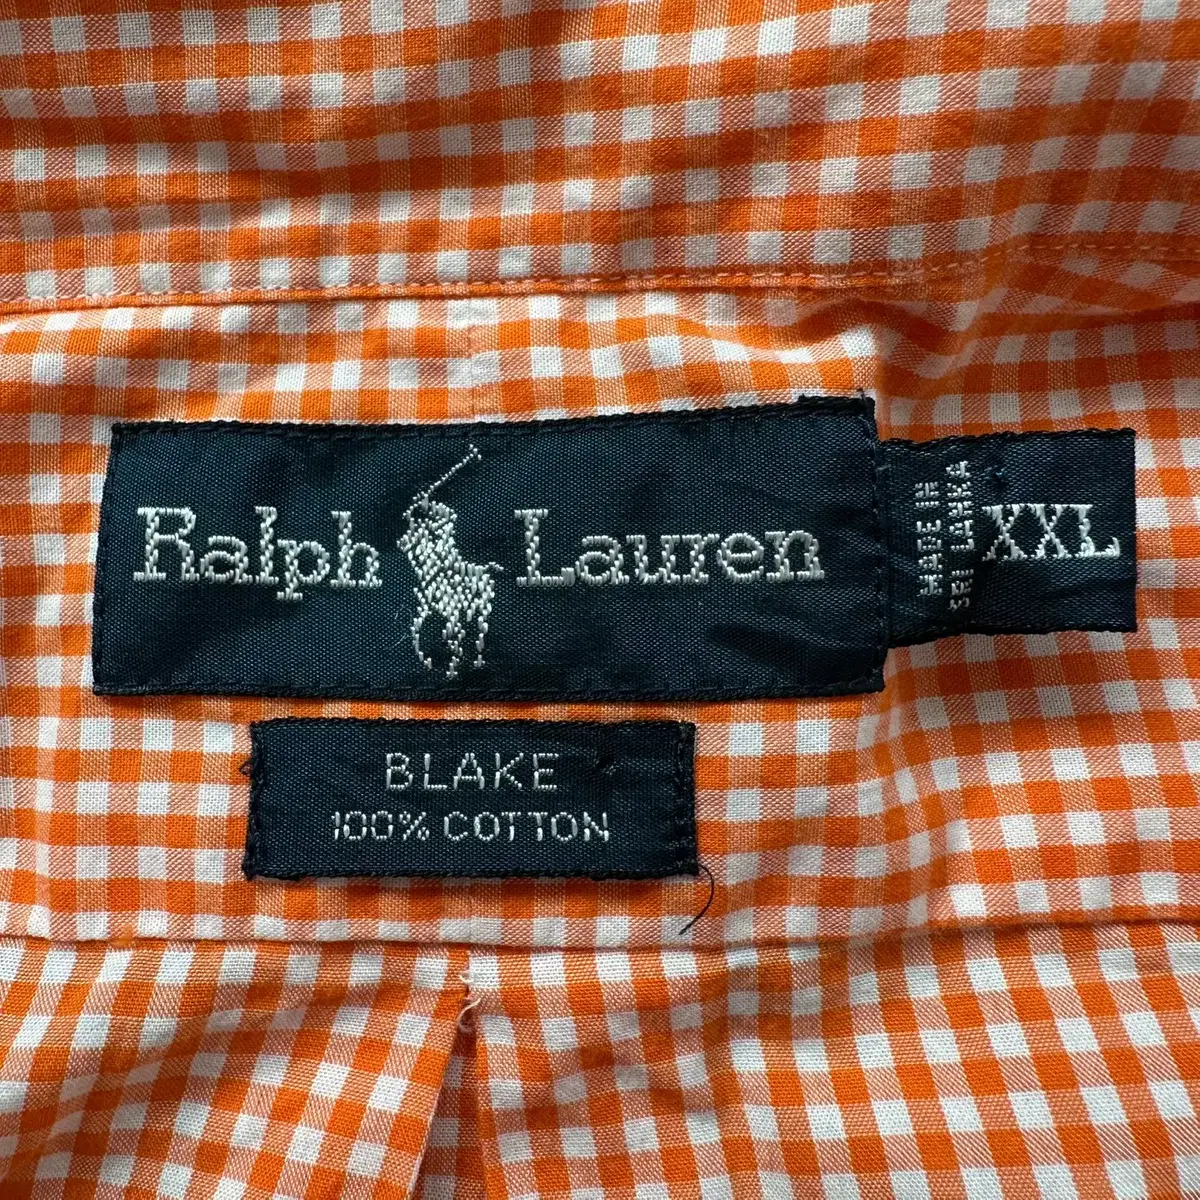 Ralph Lauren
MADE IN
SRI LANKA
XXL
BLAKE
100% COTTON